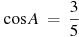 cos A = 3/5